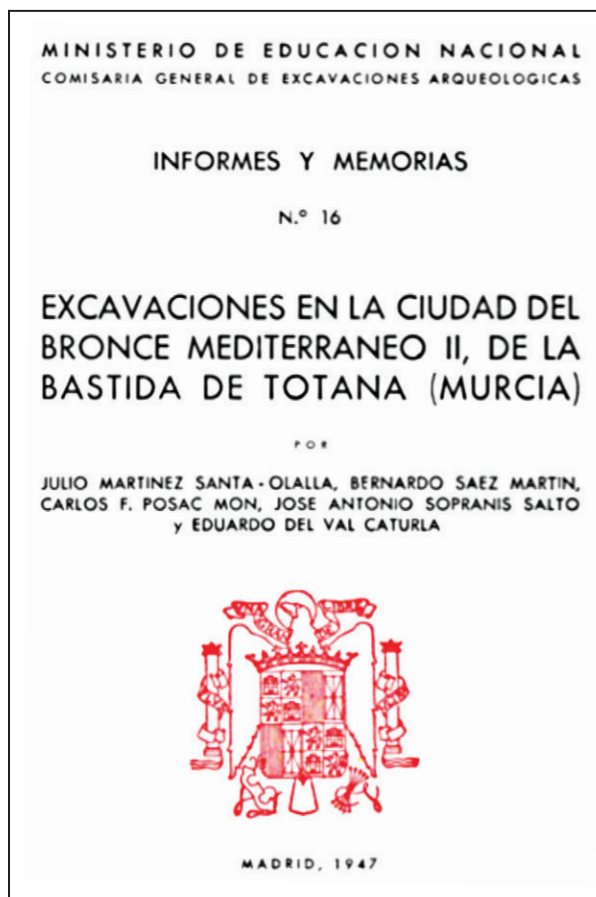 MINISTERIO DE EDUCACION NACIONAL
COMISARIA GENERAL DE EXCAVACIONES ARQUEOLOGICAS
INFORMES Y MEMORIAS
N.º 16
EXCAVACIONES EN LA CIUDAD DEL
BRONCE MEDITERRANEO II, DE LA
BASTIDA DE TOTANA (MURCIA)
POR
JULIO MARTINEZ SANTA-OLALLA, BERNARDO SAEZ MARTIN,
CARLOS F. POSAC MON, JOSE ANTONIO SOPRANIS SALTO
y EDUARDO DEL VAL CATURLA
MADRID, 1947